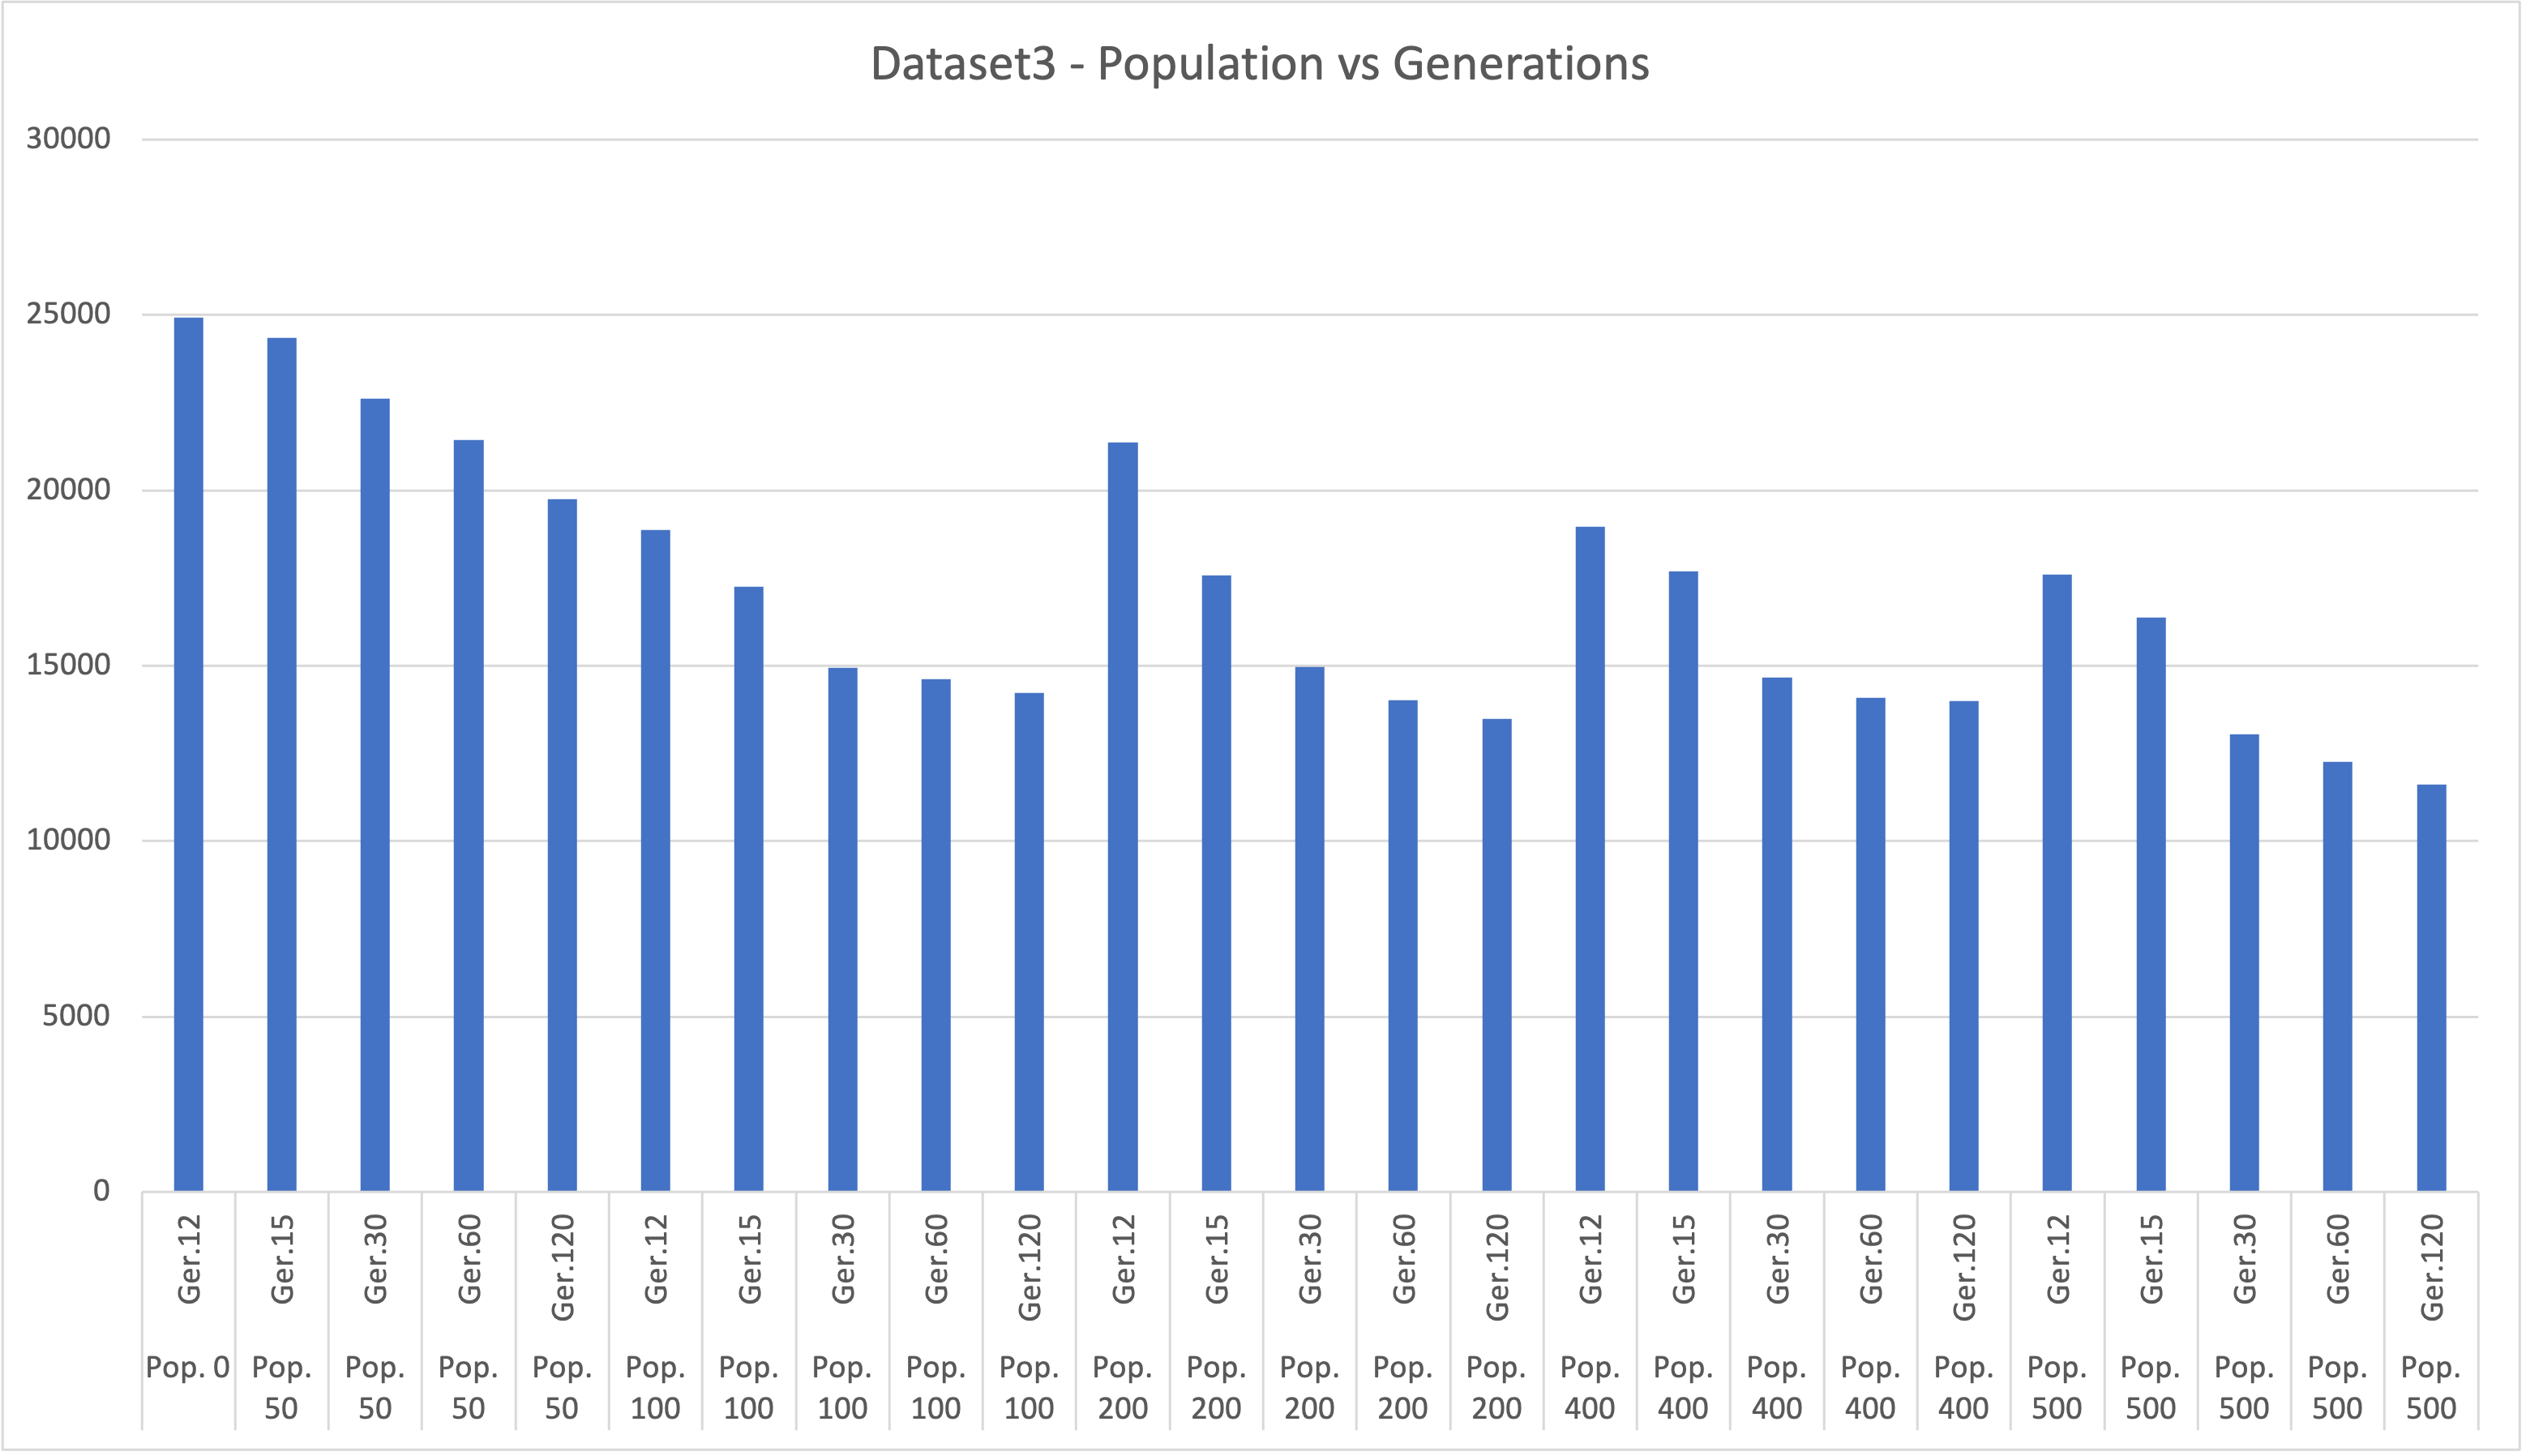 Dataset3 - Population vs Generations
30000
25000
20000
15000
10000
5000
0
Ger.12
Ger.15
Ger.30
Ger.60
Ger.120
Ger.12
Ger.15
Ger.30
Ger.60
Ger.120
Ger.12
Ger.15
Ger.30
Ger.60
Ger.120
Ger.12
Ger.15
Ger.30
Ger.60
Ger.120
Ger.12
Ger.15
Ger.30
Ger.60
Ger.120
Pop. 0
Pop.
50
Pop.
50
Pop.
50
Pop.
50
Pop.
100
Pop.
100
Pop.
100
Pop.
100
Pop.
100
Pop.
200
Pop.
200
Pop.
200
Pop.
200
Pop.
200
Pop.
400
Pop.
400
Pop.
400
Pop.
400
Pop.
400
Pop.
500
Pop.
500
Pop.
500
Pop.
500
Pop.
500